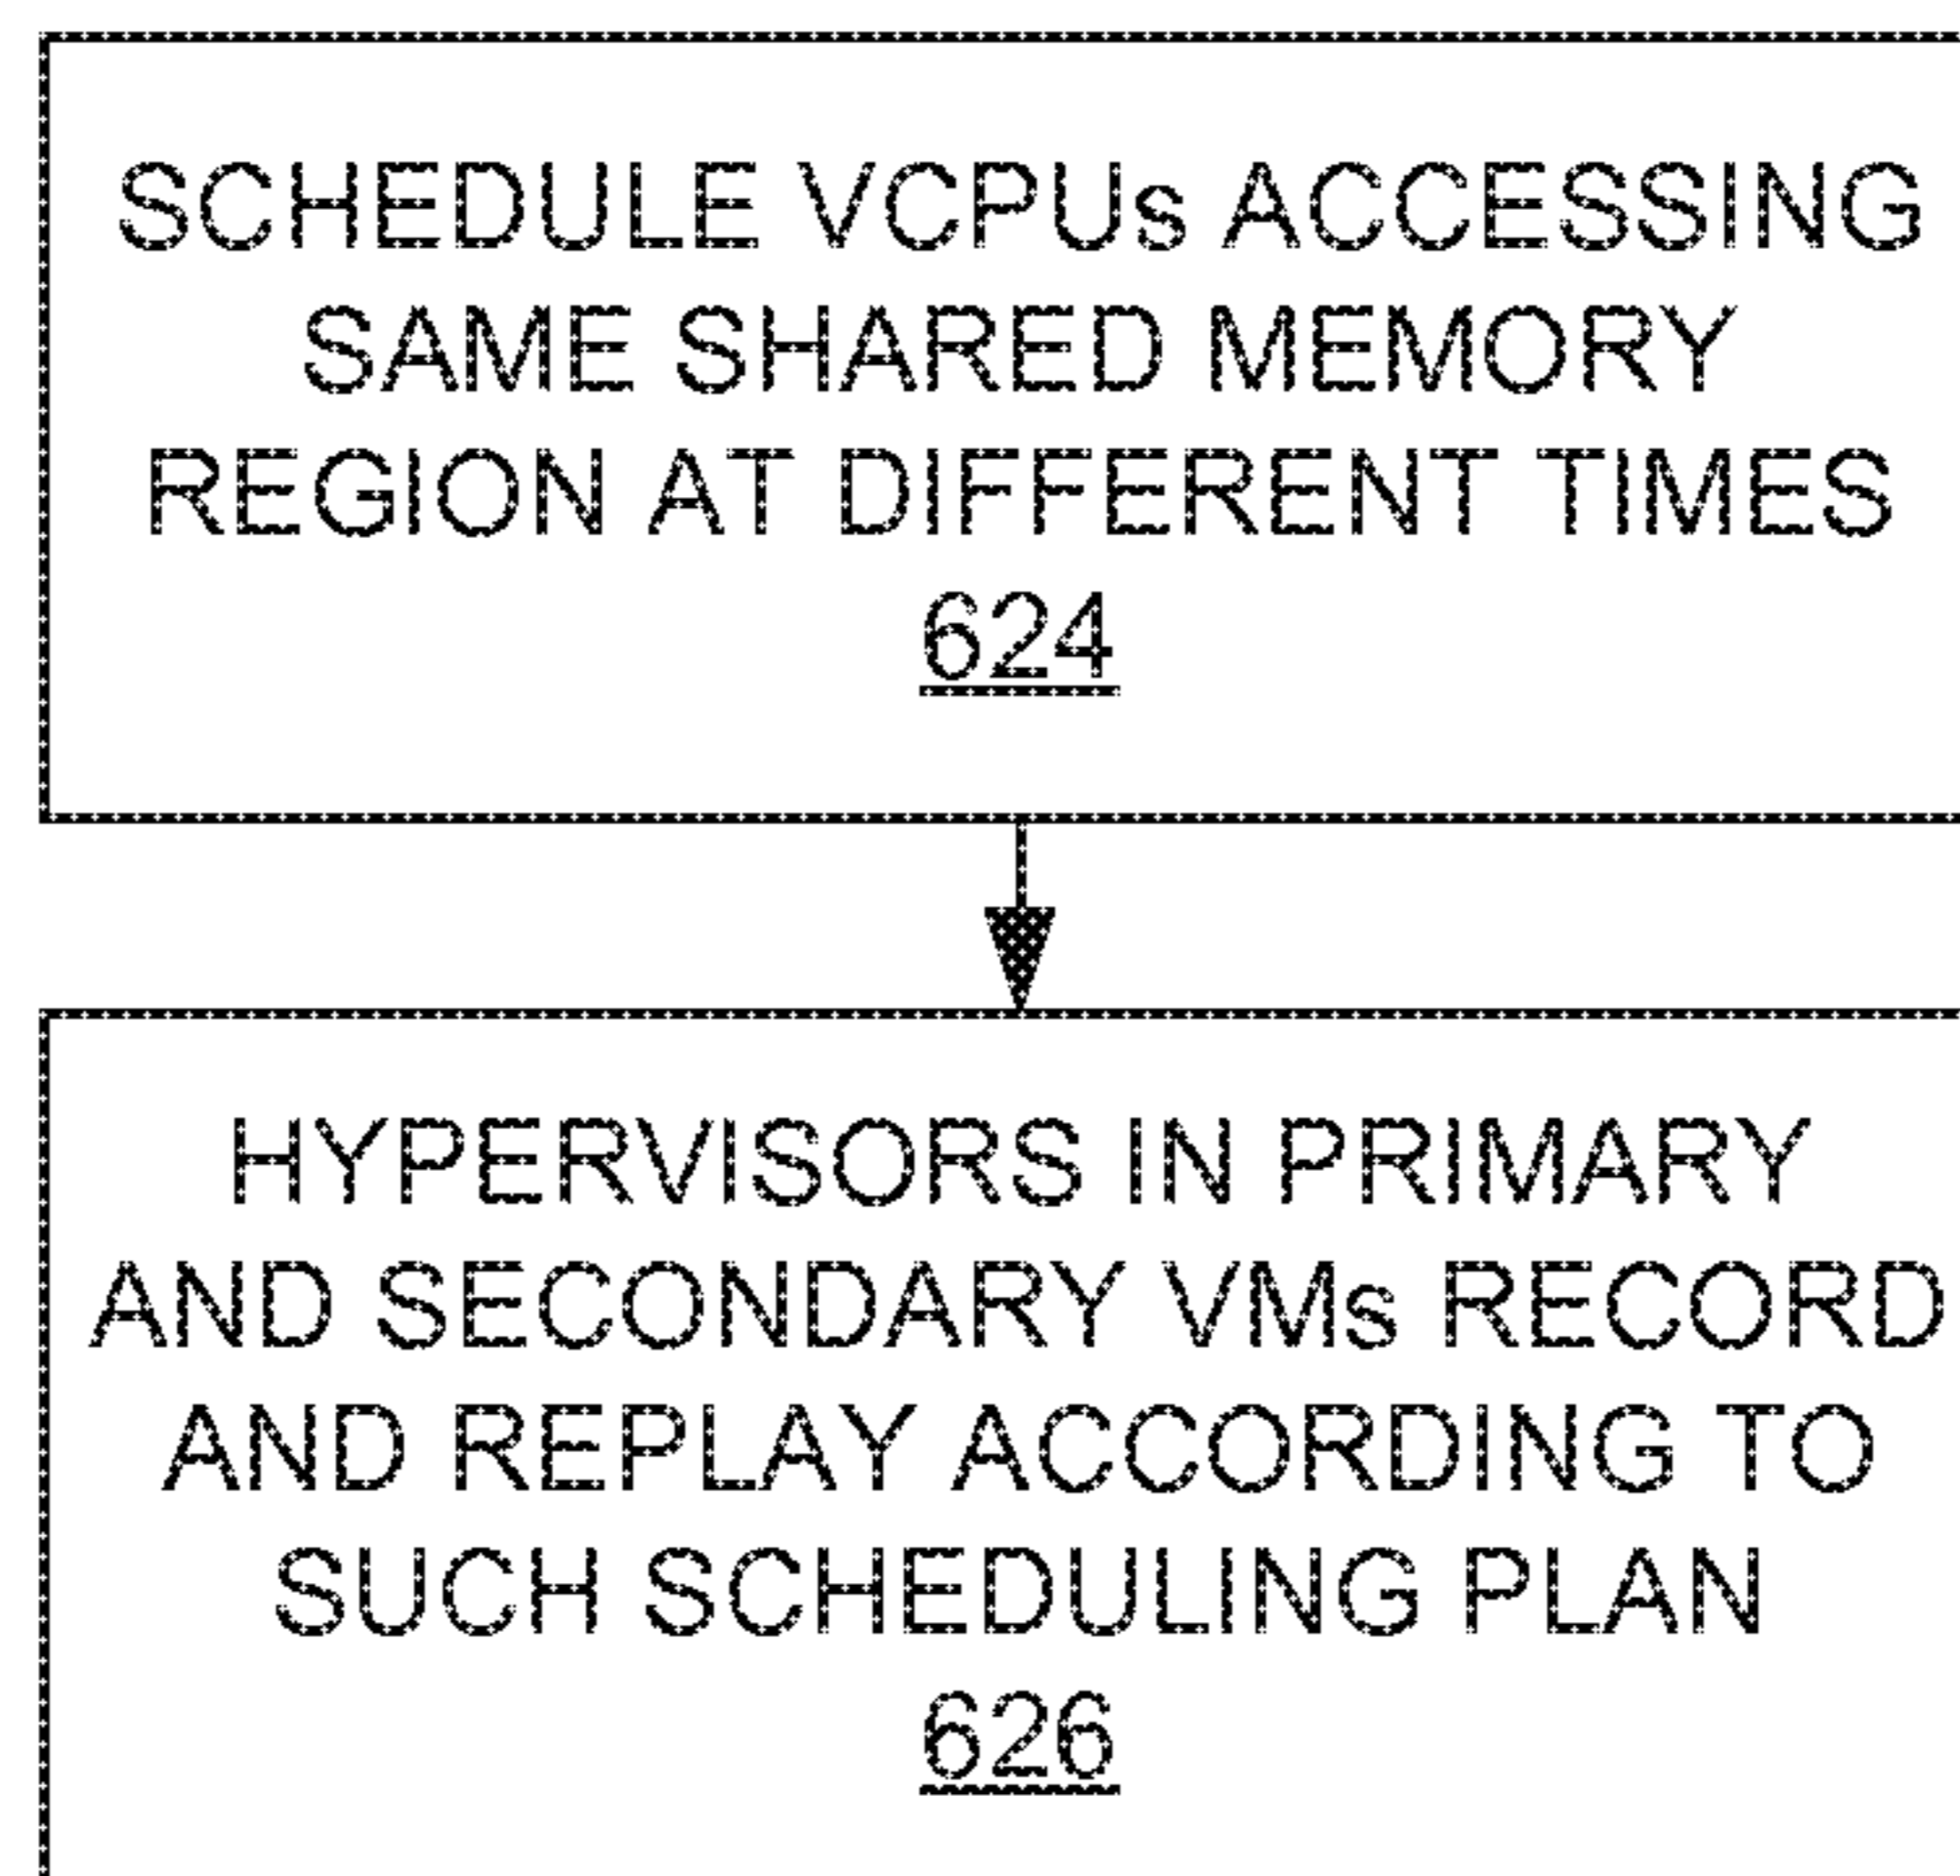 SCHEDULE VCPUs ACCESSING
SAME SHARED MEMORY
REGION AT DIFFERENT TIMES
624
HYPERVISORS IN PRIMARY
AND SECONDARY VMs RECORD
AND REPLAY ACCORDING TO
SUCH SCHEDULING PLAN
626